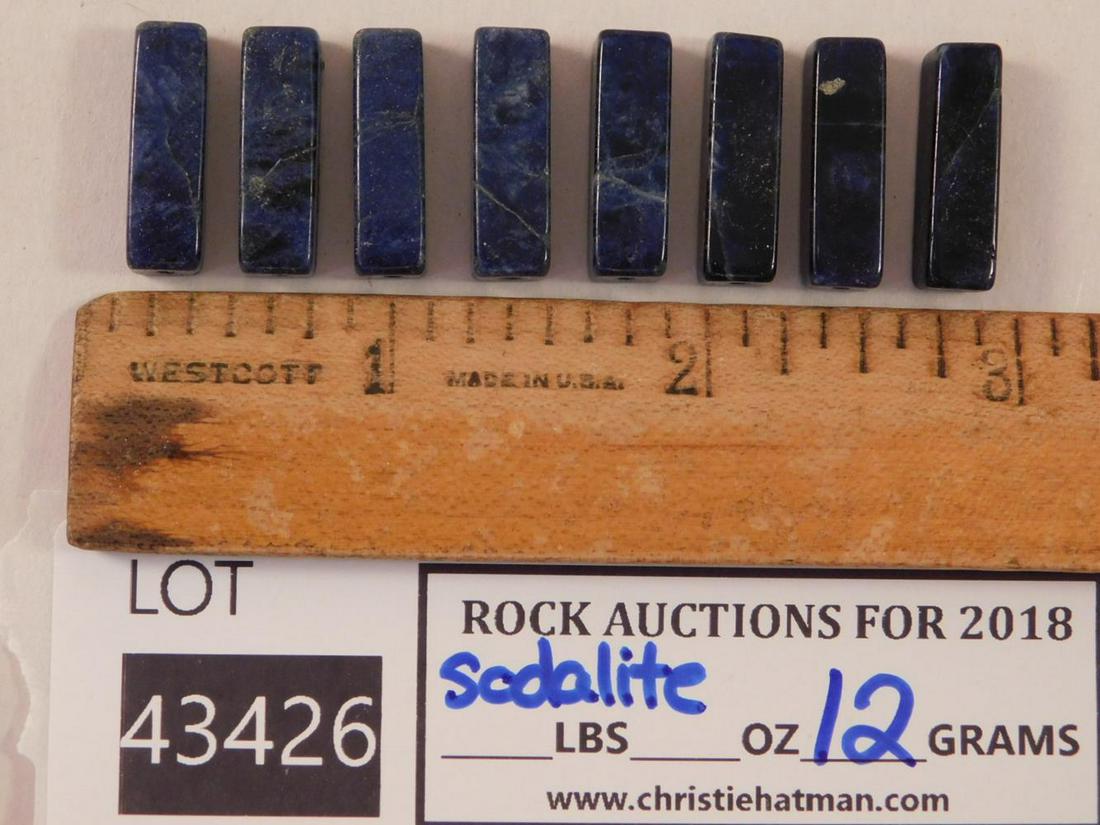 WESTCOTT 1 MADE IN U.S.A. 2 3
LOT
43426
ROCK AUCTIONS FOR 2018
sodalite
LBS OZ 12 GRAMS
www.christiehatman.com